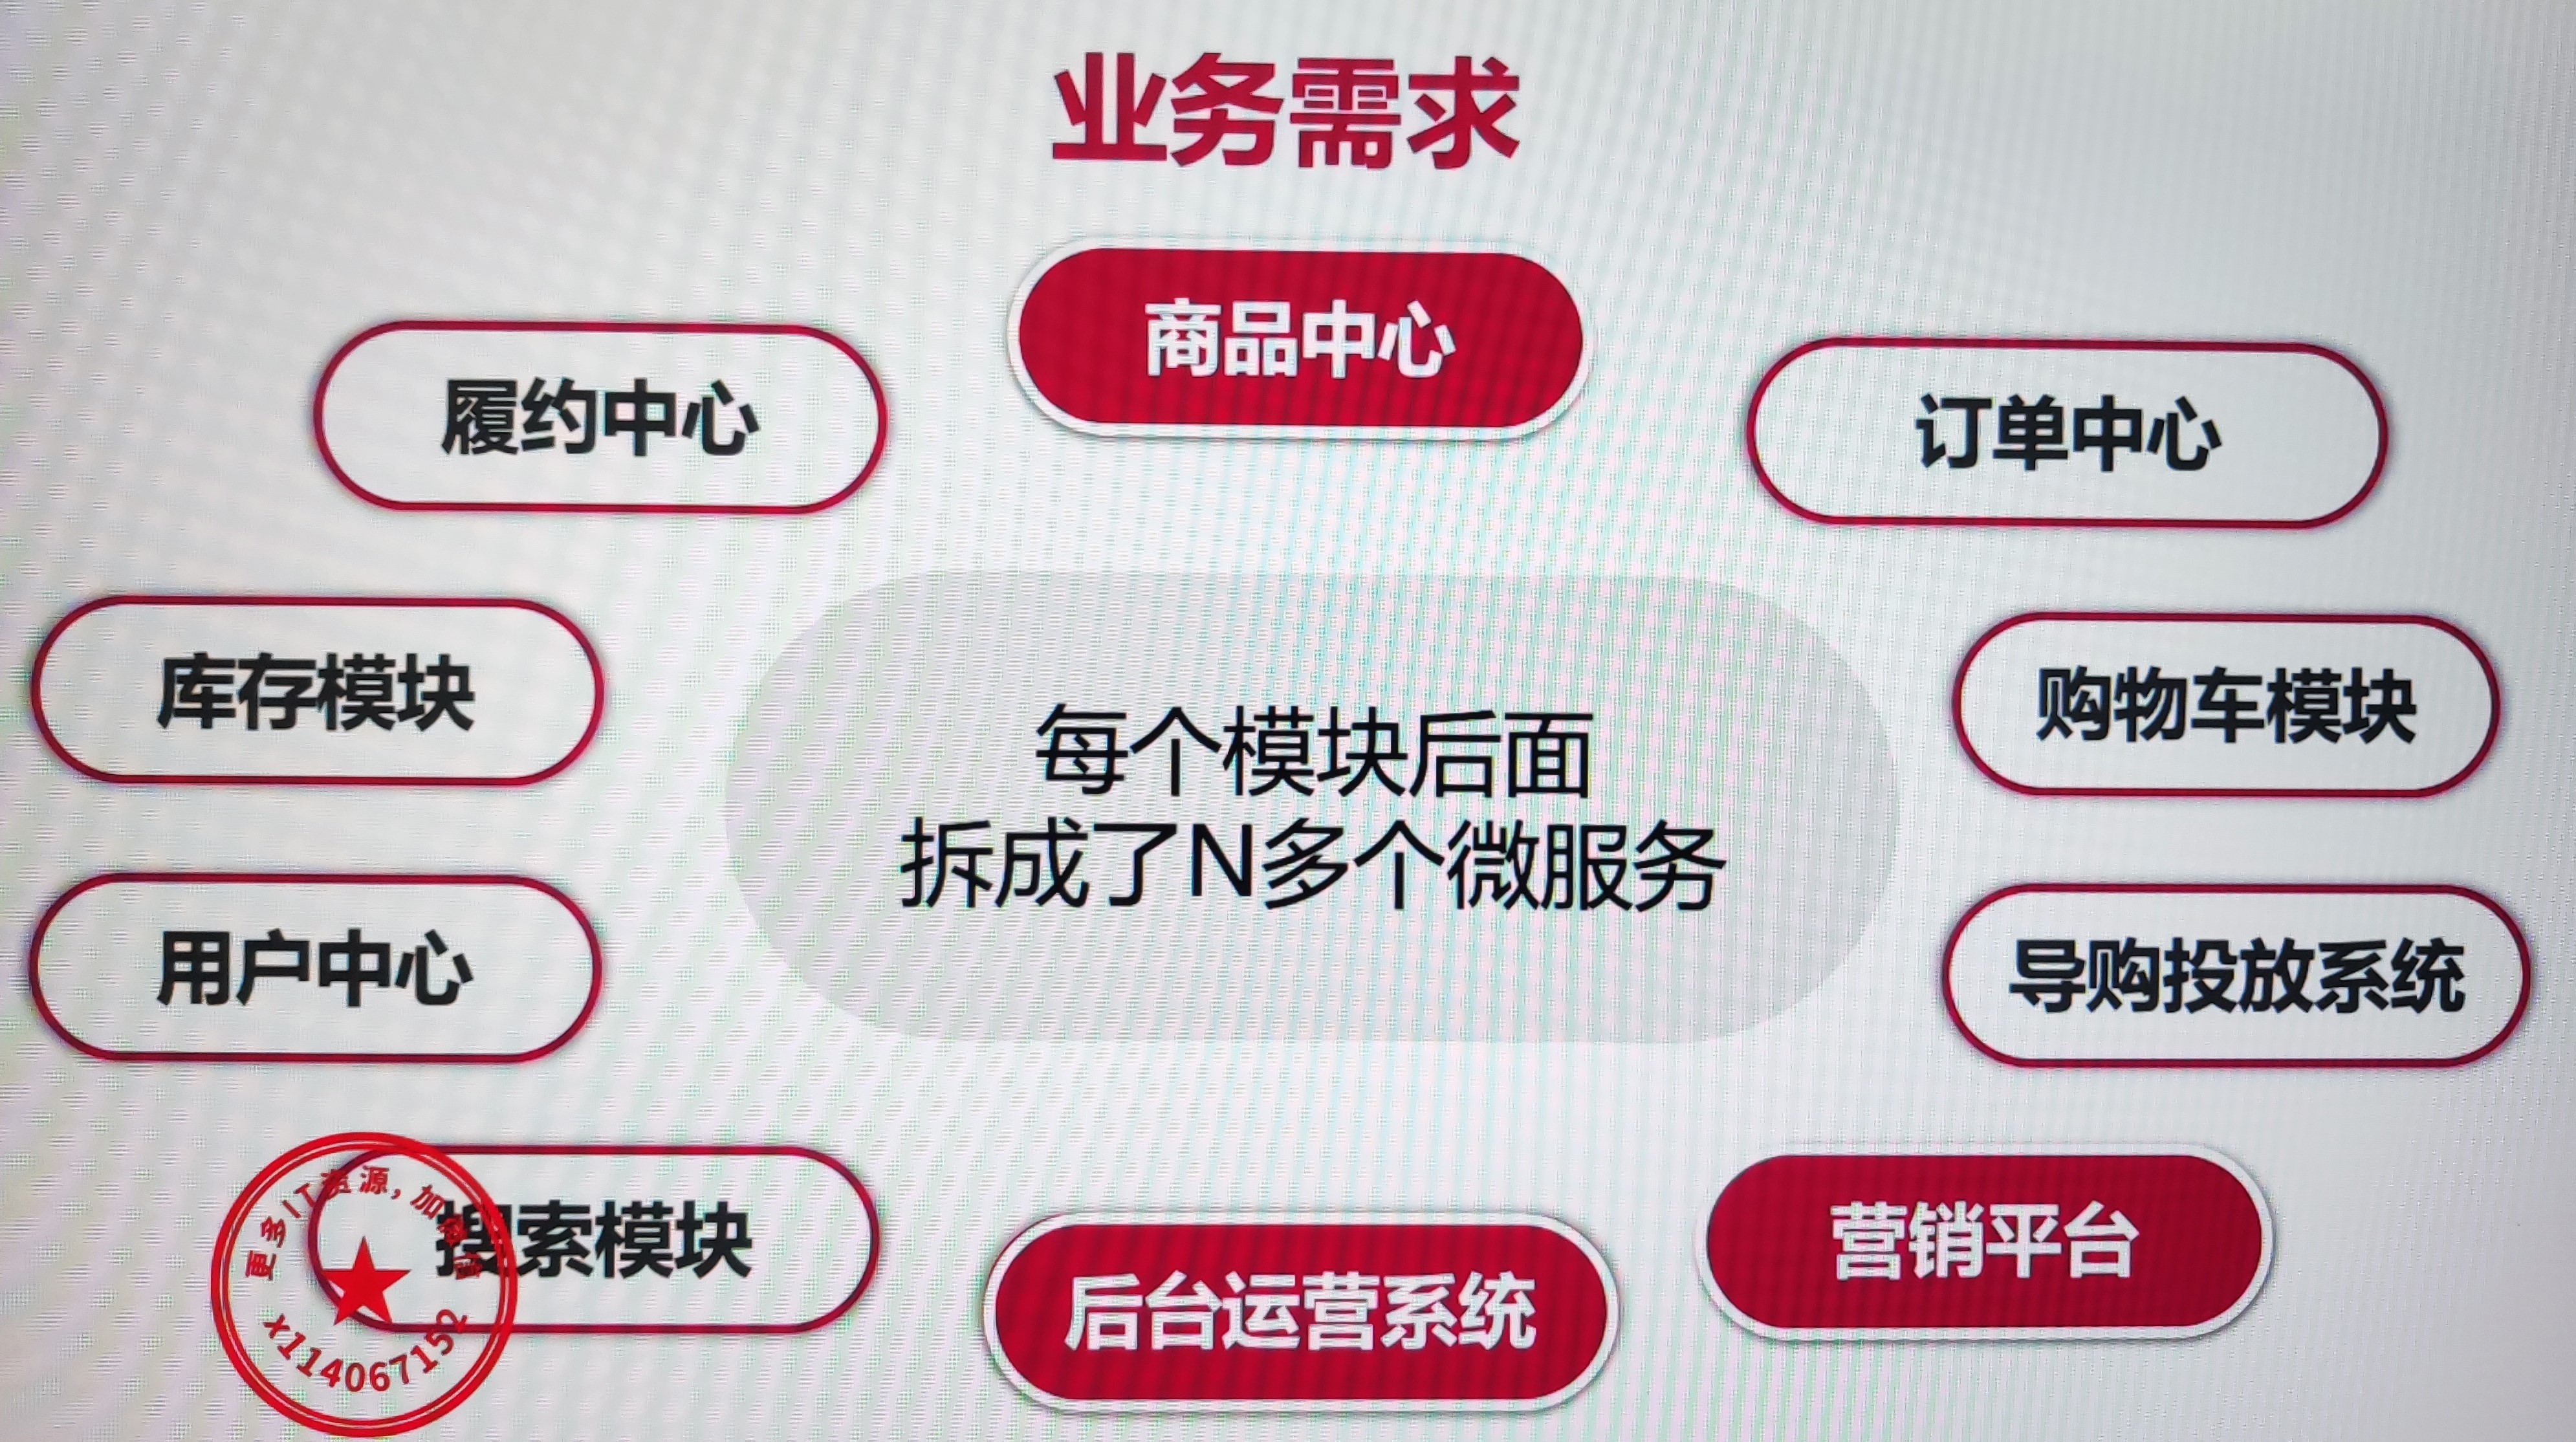 业务需求
商品中心
履约中心
订单中心
库存模块
购物车模块
每个模块后面
拆成了N多个微服务
用户中心
导购投放系统
搜索模块
营销平台
后台运营系统
更多IT资源，加
x114067152